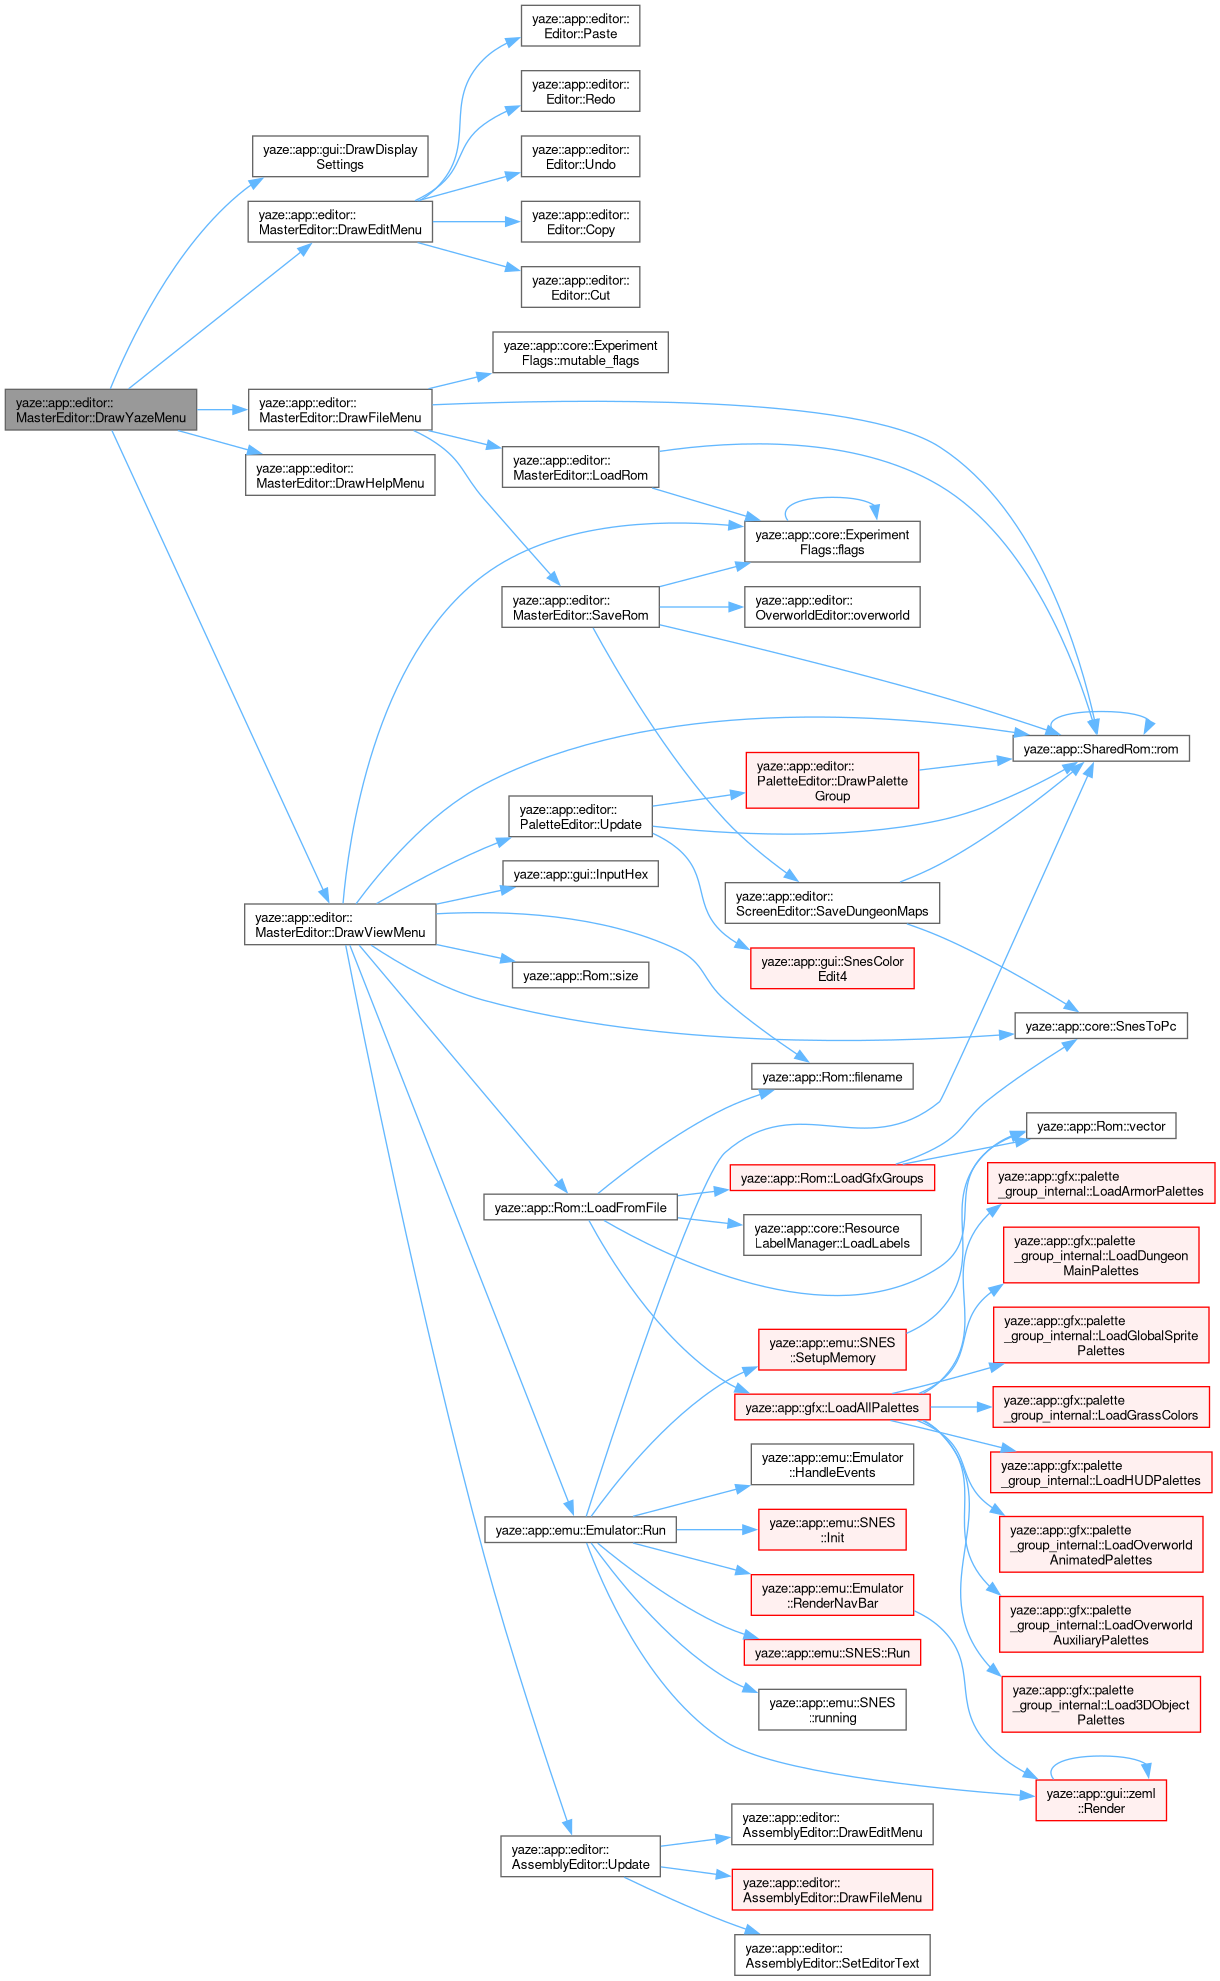 yaze::app::editor::
MasterEditor::DrawYazeMenu
yaze::app::gui::DrawDisplay
Settings
yaze::app::editor::
MasterEditor::DrawEditMenu
yaze::app::editor::
MasterEditor::DrawFileMenu
yaze::app::editor::
MasterEditor::DrawHelpMenu
yaze::app::editor::
MasterEditor::DrawViewMenu
yaze::app::editor::
Editor::Paste
yaze::app::editor::
Editor::Redo
yaze::app::editor::
Editor::Undo
yaze::app::editor::
Editor::Copy
yaze::app::editor::
Editor::Cut
yaze::app::core::Experiment
Flags::mutable_flags
yaze::app::editor::
MasterEditor::LoadRom
yaze::app::editor::
MasterEditor::SaveRom
yaze::app::editor::
PaletteEditor::Update
yaze::app::gui::InputHex
yaze::app::Rom::size
yaze::app::Rom::LoadFromFile
yaze::app::emu::Emulator::Run
yaze::app::editor::
AssemblyEditor::Update
yaze::app::core::Experiment
Flags::flags
yaze::app::editor::
OverworldEditor::overworld
yaze::app::editor::
PaletteEditor::DrawPalette
Group
yaze::app::editor::
ScreenEditor::SaveDungeonMaps
yaze::app::gui::SnesColor
Edit4
yaze::app::Rom::filename
yaze::app::Rom::LoadGfxGroups
yaze::app::core::Resource
LabelManager::LoadLabels
yaze::app::emu::SNES
::SetupMemory
yaze::app::gfx::LoadAllPalettes
yaze::app::emu::Emulator
::HandleEvents
yaze::app::emu::SNES
::Init
yaze::app::emu::Emulator
::RenderNavBar
yaze::app::emu::SNES::Run
yaze::app::emu::SNES
::running
yaze::app::editor::
AssemblyEditor::DrawEditMenu
yaze::app::editor::
AssemblyEditor::DrawFileMenu
yaze::app::editor::
AssemblyEditor::SetEditorText
yaze::app::SharedRom::rom
yaze::app::core::SnesToPc
yaze::app::Rom::vector
yaze::app::gfx::palette
_group_internal::LoadArmorPalettes
yaze::app::gfx::palette
_group_internal::LoadDungeon
MainPalettes
yaze::app::gfx::palette
_group_internal::LoadGlobalSprite
Palettes
yaze::app::gfx::palette
_group_internal::LoadGrassColors
yaze::app::gfx::palette
_group_internal::LoadHUDPalettes
yaze::app::gfx::palette
_group_internal::LoadOverworld
AnimatedPalettes
yaze::app::gfx::palette
_group_internal::LoadOverworld
AuxiliaryPalettes
yaze::app::gfx::palette
_group_internal::Load3DObject
Palettes
yaze::app::gui::zeml
::Render